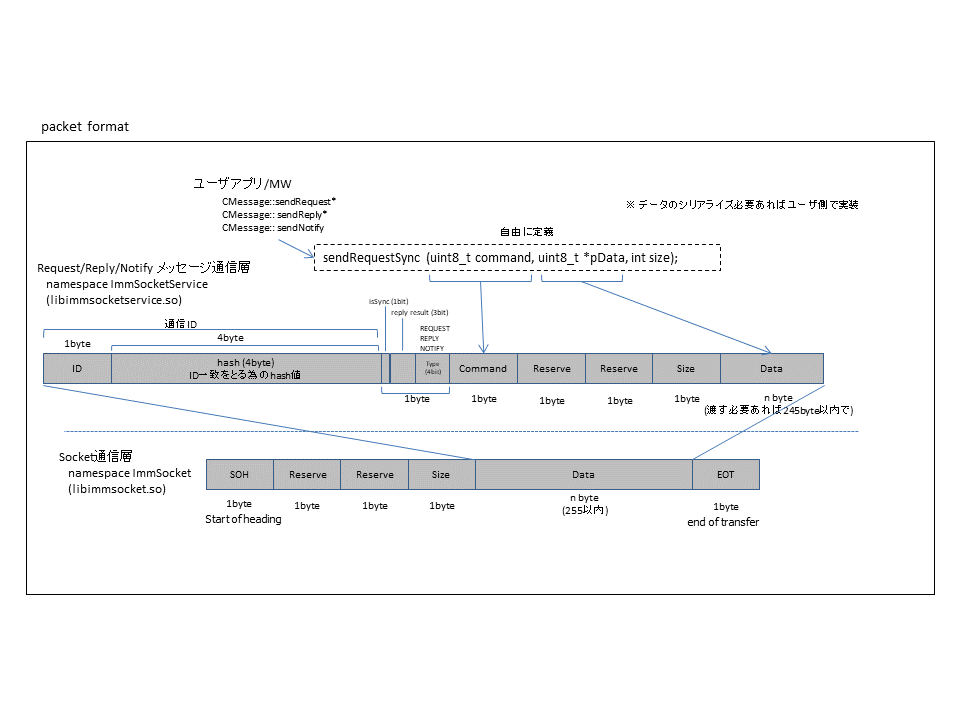 packet format
ユーザアプリ/MW
CMessage::sendRequest*
CMessage:: sendReply*
CMessage:: sendNotify
※ データのシリアライズ必要あればユーザ側で実装
自由に定義
sendRequestSync (uint8_t command, uint8_t *pData, int size);
Request/Reply/Notify メッセージ通信層
namespace ImmSocketService
(libimmsocketservice.so)
isSync (1bit)
reply result (3bit)
通信ID
REQUEST
REPLY
NOTIFY
1byte
4byte
ID
hash (4byte)
ID一致をとる為のhash値
Type
(4bit)
Command
Reserve
Reserve
Size
Data
1byte
1byte
1byte
1byte
1byte
n byte
(渡す必要あれば245byte以内で)
Socket通信層
namespace ImmSocket
(libimmsocket.so)
SOH
Reserve
Reserve
Size
Data
EOT
1byte
Start of heading
1byte
1byte
1byte
n byte
(255以内)
1byte
end of transfer